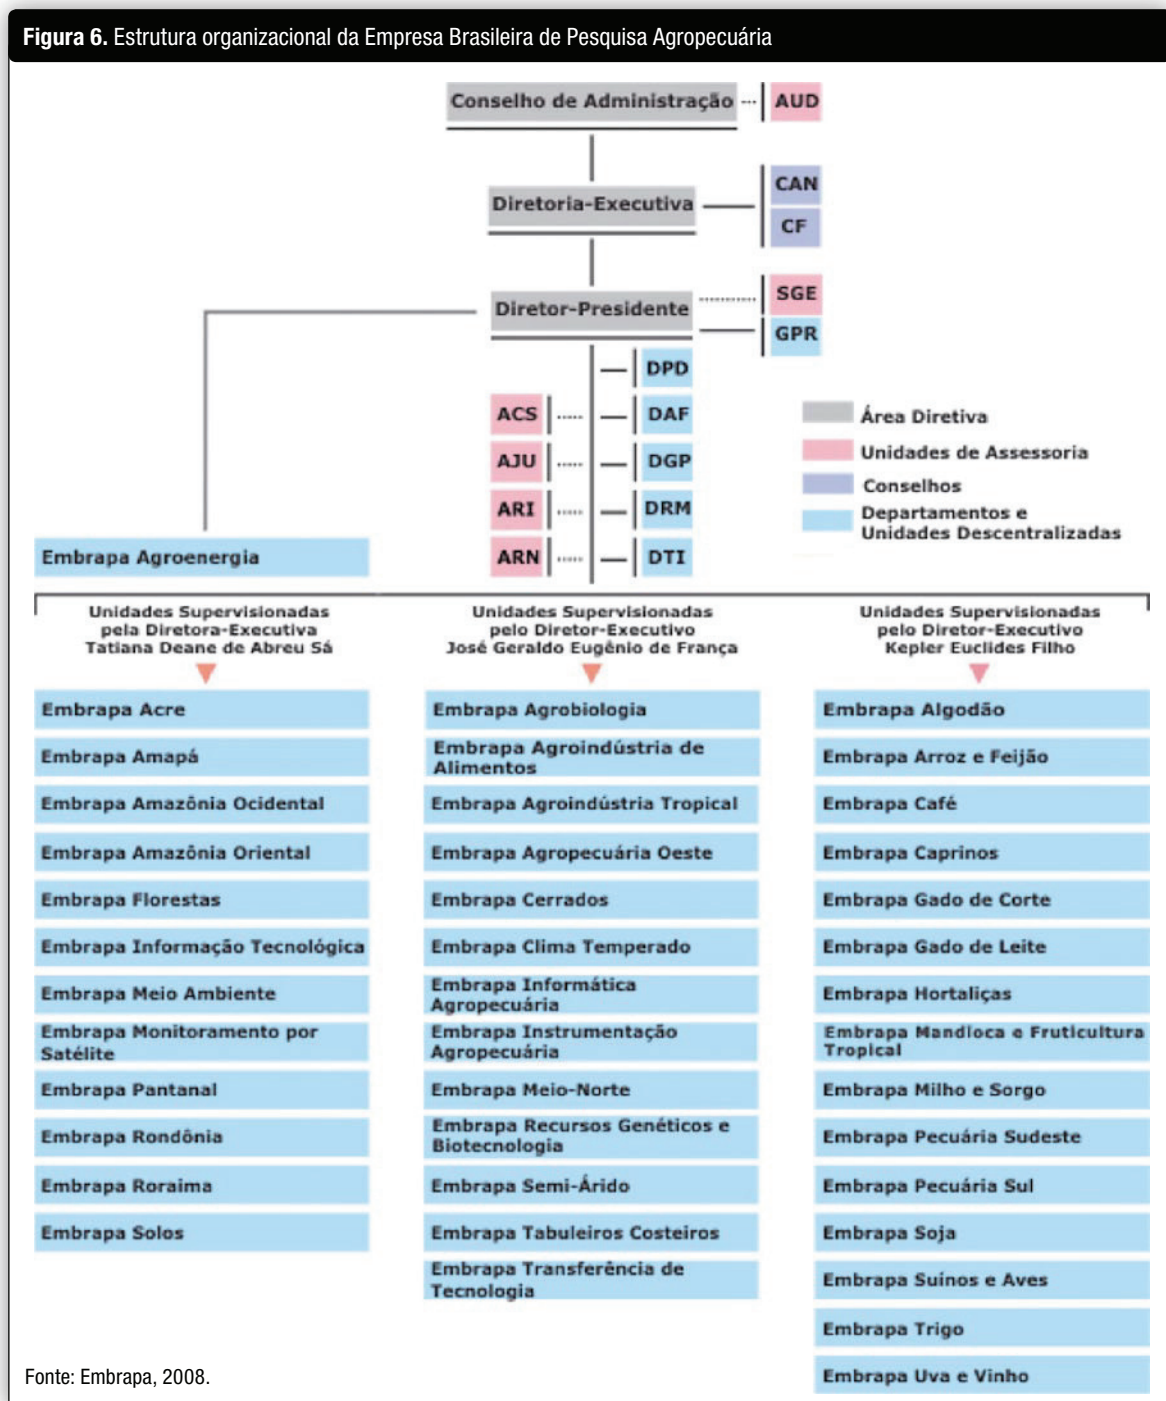 Figura 6. Estrutura organizacional da Empresa Brasileira de Pesquisa Agropecuária
Conselho de Administração
AUD
Diretoria-Executiva
CAN
CF
Diretor-Presidente
SGE
GPR
DPD
ACS
DAF
AJU
DGP
ARI
DRM
ARN
DTI
Área Diretiva
Unidades de Assessoria
Conselhos
Departamentos e
Unidades Descentralizadas
Embrapa Agroenergia
Unidades Supervisionadas
pela Diretora-Executiva
Tatiana Deane de Abreu Sá
Embrapa Acre
Embrapa Amapá
Embrapa Amazônia Ocidental
Embrapa Amazônia Oriental
Embrapa Florestas
Embrapa Informação Tecnológica
Embrapa Meio Ambiente
Embrapa Monitoramento por
Satélite
Embrapa Pantanal
Embrapa Rondônia
Embrapa Roraima
Embrapa Solos
Unidades Supervisionadas
pelo Diretor-Executivo
José Geraldo Eugênio de França
Embrapa Agrobiologia
Embrapa Agroindústria de
Alimentos
Embrapa Agroindústria Tropical
Embrapa Agropecuária Oeste
Embrapa Cerrados
Embrapa Clima Temperado
Embrapa Informática
Agropecuária
Embrapa Instrumentação
Agropecuária
Embrapa Meio-Norte
Embrapa Recursos Genéticos e
Biotecnologia
Embrapa Semi-Árido
Embrapa Tabuleiros Costeiros
Embrapa Transferência de
Tecnologia
Unidades Supervisionadas
pelo Diretor-Executivo
Kepler Euclides Filho
Embrapa Algodão
Embrapa Arroz e Feijão
Embrapa Café
Embrapa Caprinos
Embrapa Gado de Corte
Embrapa Gado de Leite
Embrapa Hortaliças
Embrapa Mandioca e Fruticultura
Tropical
Embrapa Milho e Sorgo
Embrapa Pecuária Sudeste
Embrapa Pecuária Sul
Embrapa Soja
Embrapa Suínos e Aves
Embrapa Trigo
Embrapa Uva e Vinho
Fonte: Embrapa, 2008.